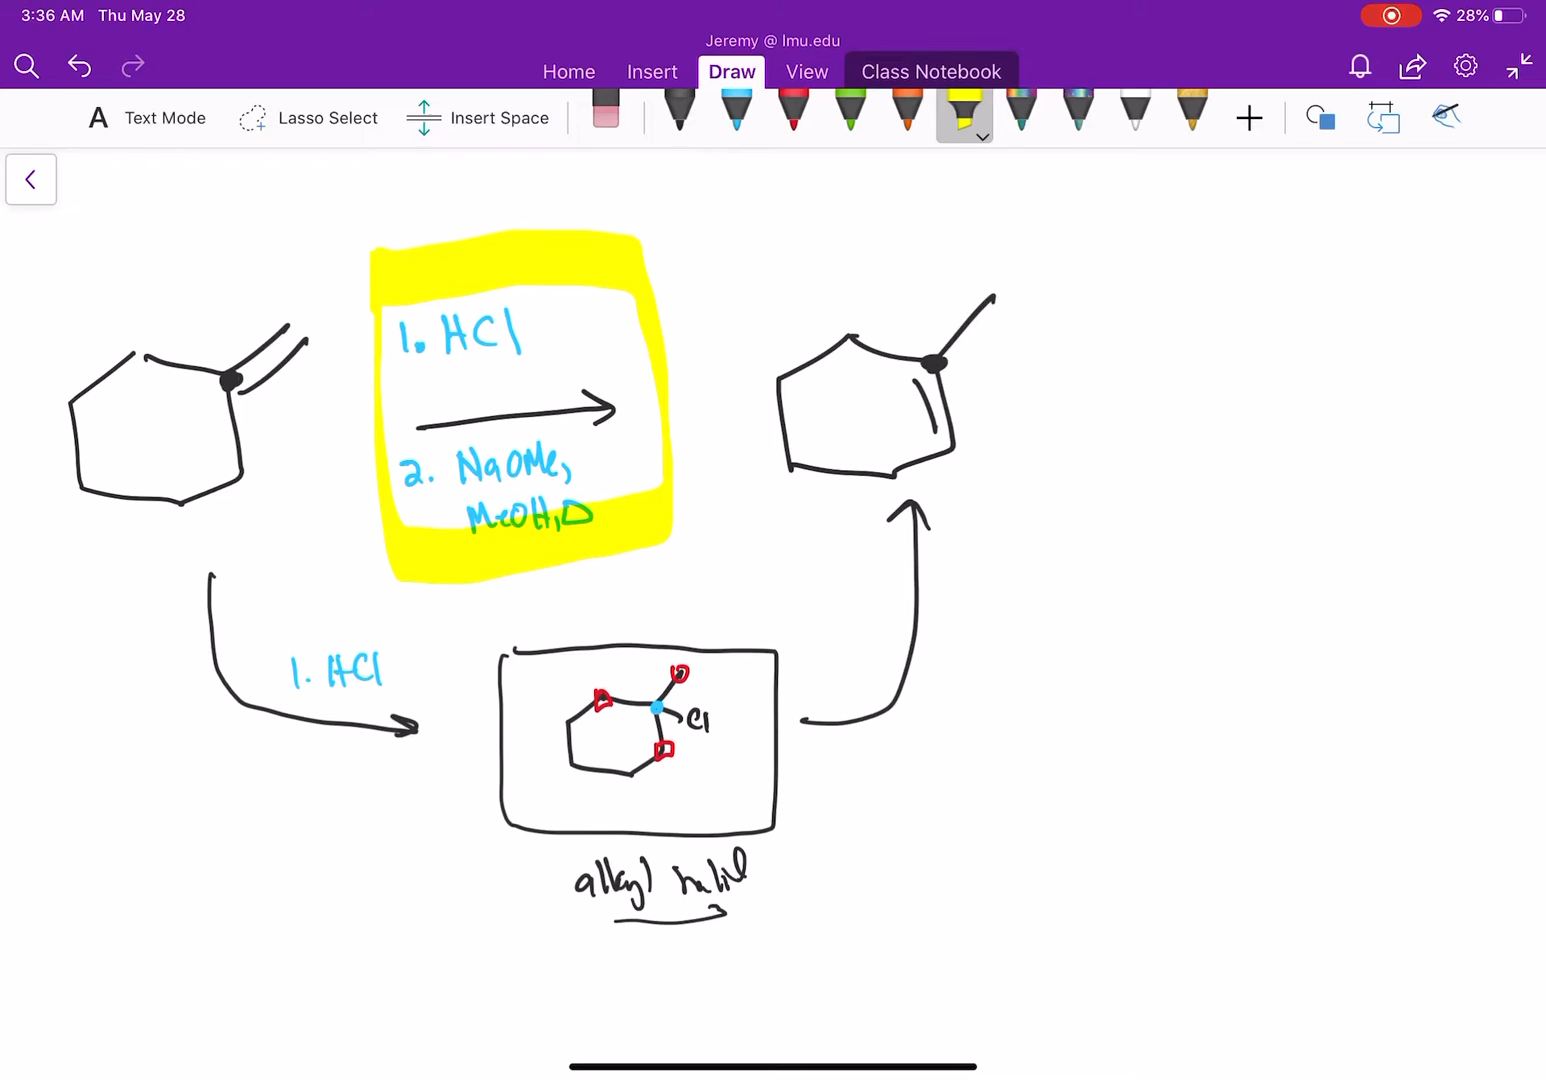 3:36 AM Thu May 28
28%
Jeremy @ lmu.edu
Home Insert Draw View Class Notebook
A Text Mode Lasso Select Insert Space
1. HCl
2. NaOMe,
MeOH, Δ
1. HCl
Cl
alkyl